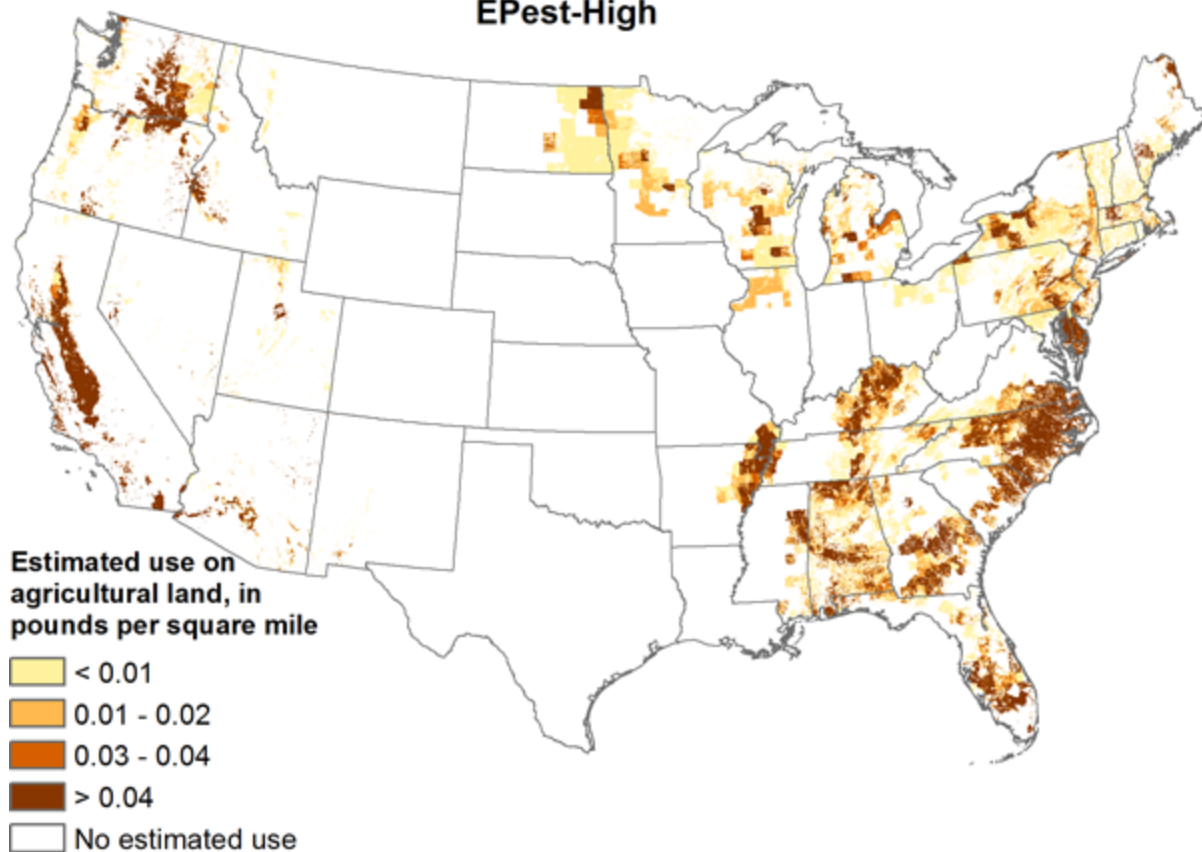 EPest-High
Estimated use on
agricultural land, in
pounds per square mile
< 0.01
0.01 - 0.02
0.03 - 0.04
> 0.04
No estimated use